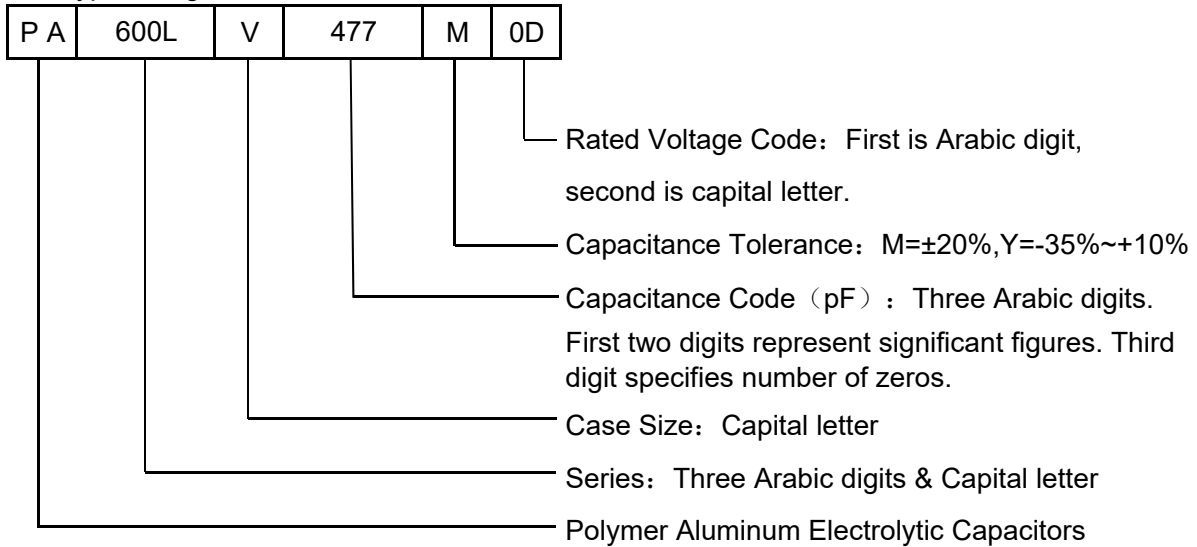 P A 600L V 477 M 0D
Rated Voltage Code：First is Arabic digit,
second is capital letter.
Capacitance Tolerance：M=±20%,Y=-35%~+10%
Capacitance Code（pF）：Three Arabic digits.
First two digits represent significant figures. Third
digit specifies number of zeros.
Case Size：Capital letter
Series：Three Arabic digits & Capital letter
Polymer Aluminum Electrolytic Capacitors